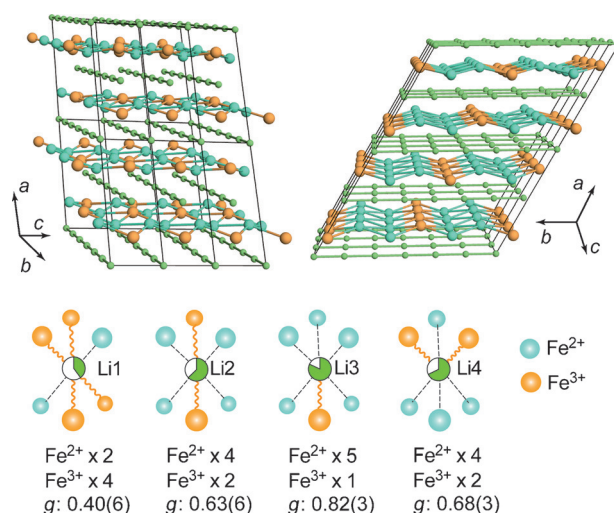 a
c
b
a
b
c
Li1
Li2
Li3
Li4
Fe²⁺
Fe³⁺
Fe²⁺ x 2
Fe³⁺ x 4
g: 0.40(6)
Fe²⁺ x 4
Fe³⁺ x 2
g: 0.63(6)
Fe²⁺ x 5
Fe³⁺ x 1
g: 0.82(3)
Fe²⁺ x 4
Fe³⁺ x 2
g: 0.68(3)